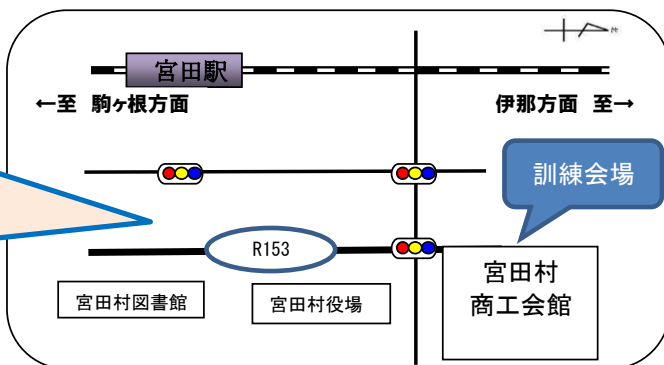 宮田駅
←至 駒ヶ根方面
伊那方面 至→
訓練会場
R153
宮田村
商工会館
宮田村図書館
宮田村役場